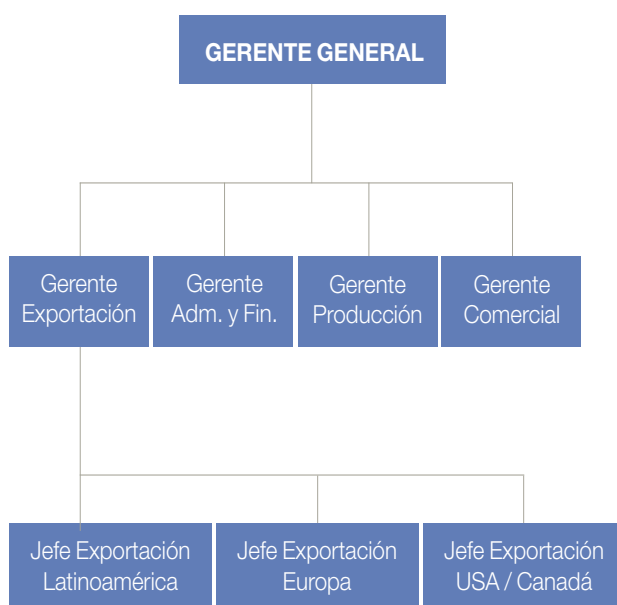 GERENTE GENERAL
Gerente
Exportación
Gerente
Adm. y Fin.
Gerente
Producción
Gerente
Comercial
Jefe Exportación
Latinoamérica
Jefe Exportación
Europa
Jefe Exportación
USA / Canadá